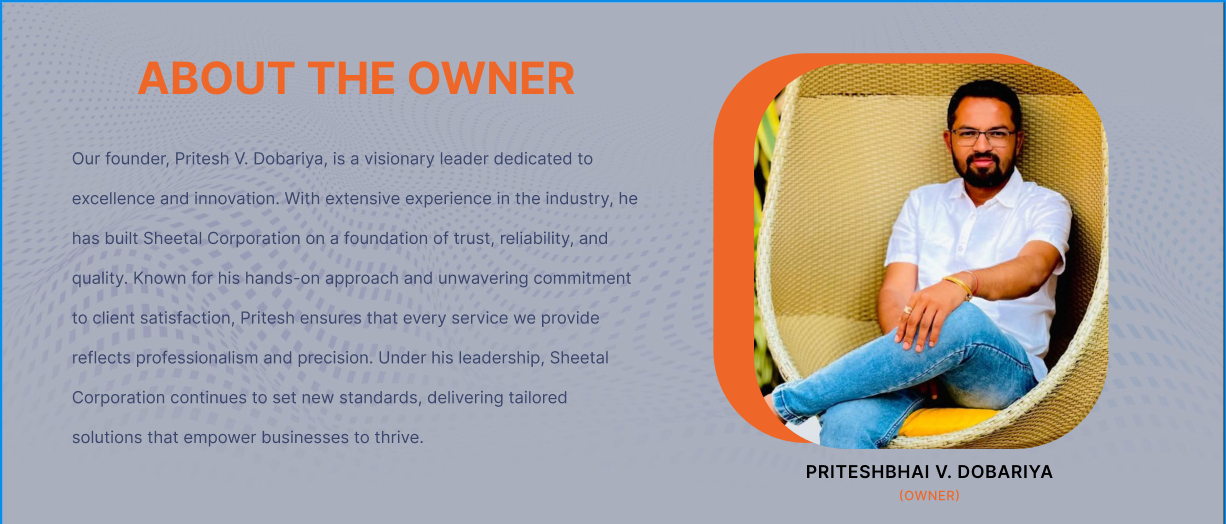 ABOUT THE OWNER
Our founder, Pritesh V. Dobariya, is a visionary leader dedicated to
excellence and innovation. With extensive experience in the industry, he
has built Sheetal Corporation on a foundation of trust, reliability, and
quality. Known for his hands-on approach and unwavering commitment
to client satisfaction, Pritesh ensures that every service we provide
reflects professionalism and precision. Under his leadership, Sheetal
Corporation continues to set new standards, delivering tailored
solutions that empower businesses to thrive.
PRITESHBHAI V. DOBARIYA
(OWNER)